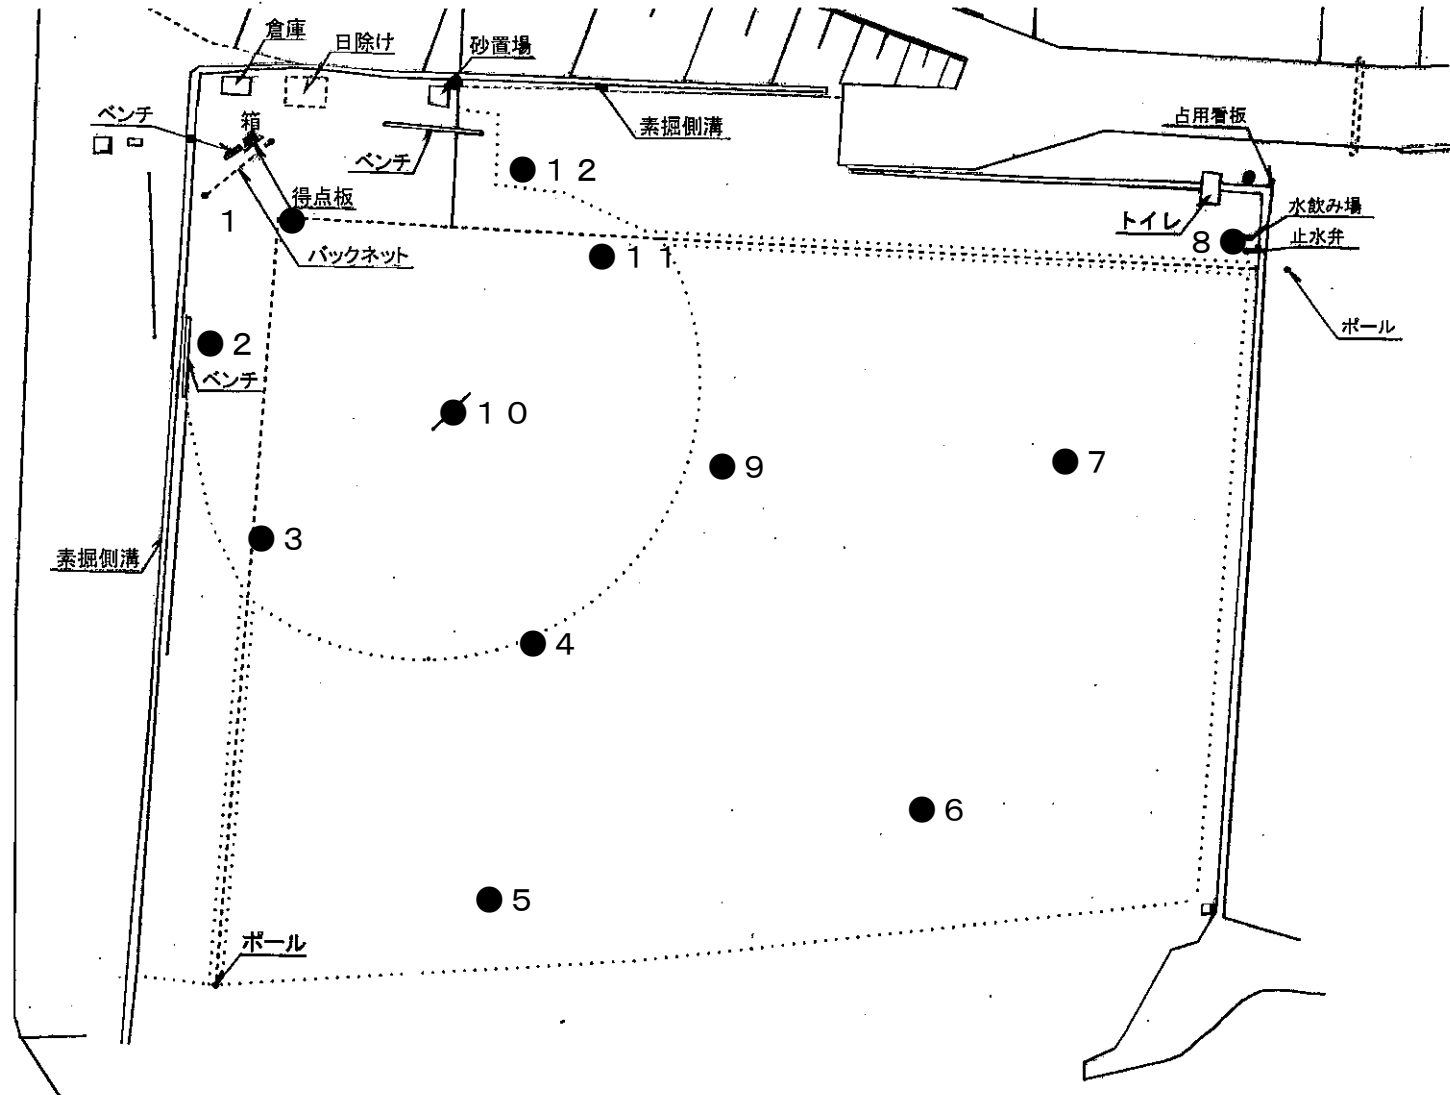 倉庫
日除け
砂置場
ベンチ
箱
素掘側溝
占用看板
ベンチ
12
得点板
トイレ
水飲み場
1
8
止水弁
バックネット
11
ポール
2
ベンチ
10
9
7
3
素掘側溝
4
6
5
ポール